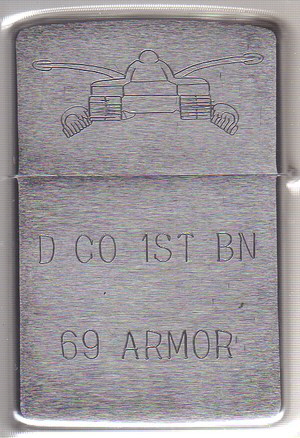 D CO 1ST BN
69 ARMOR